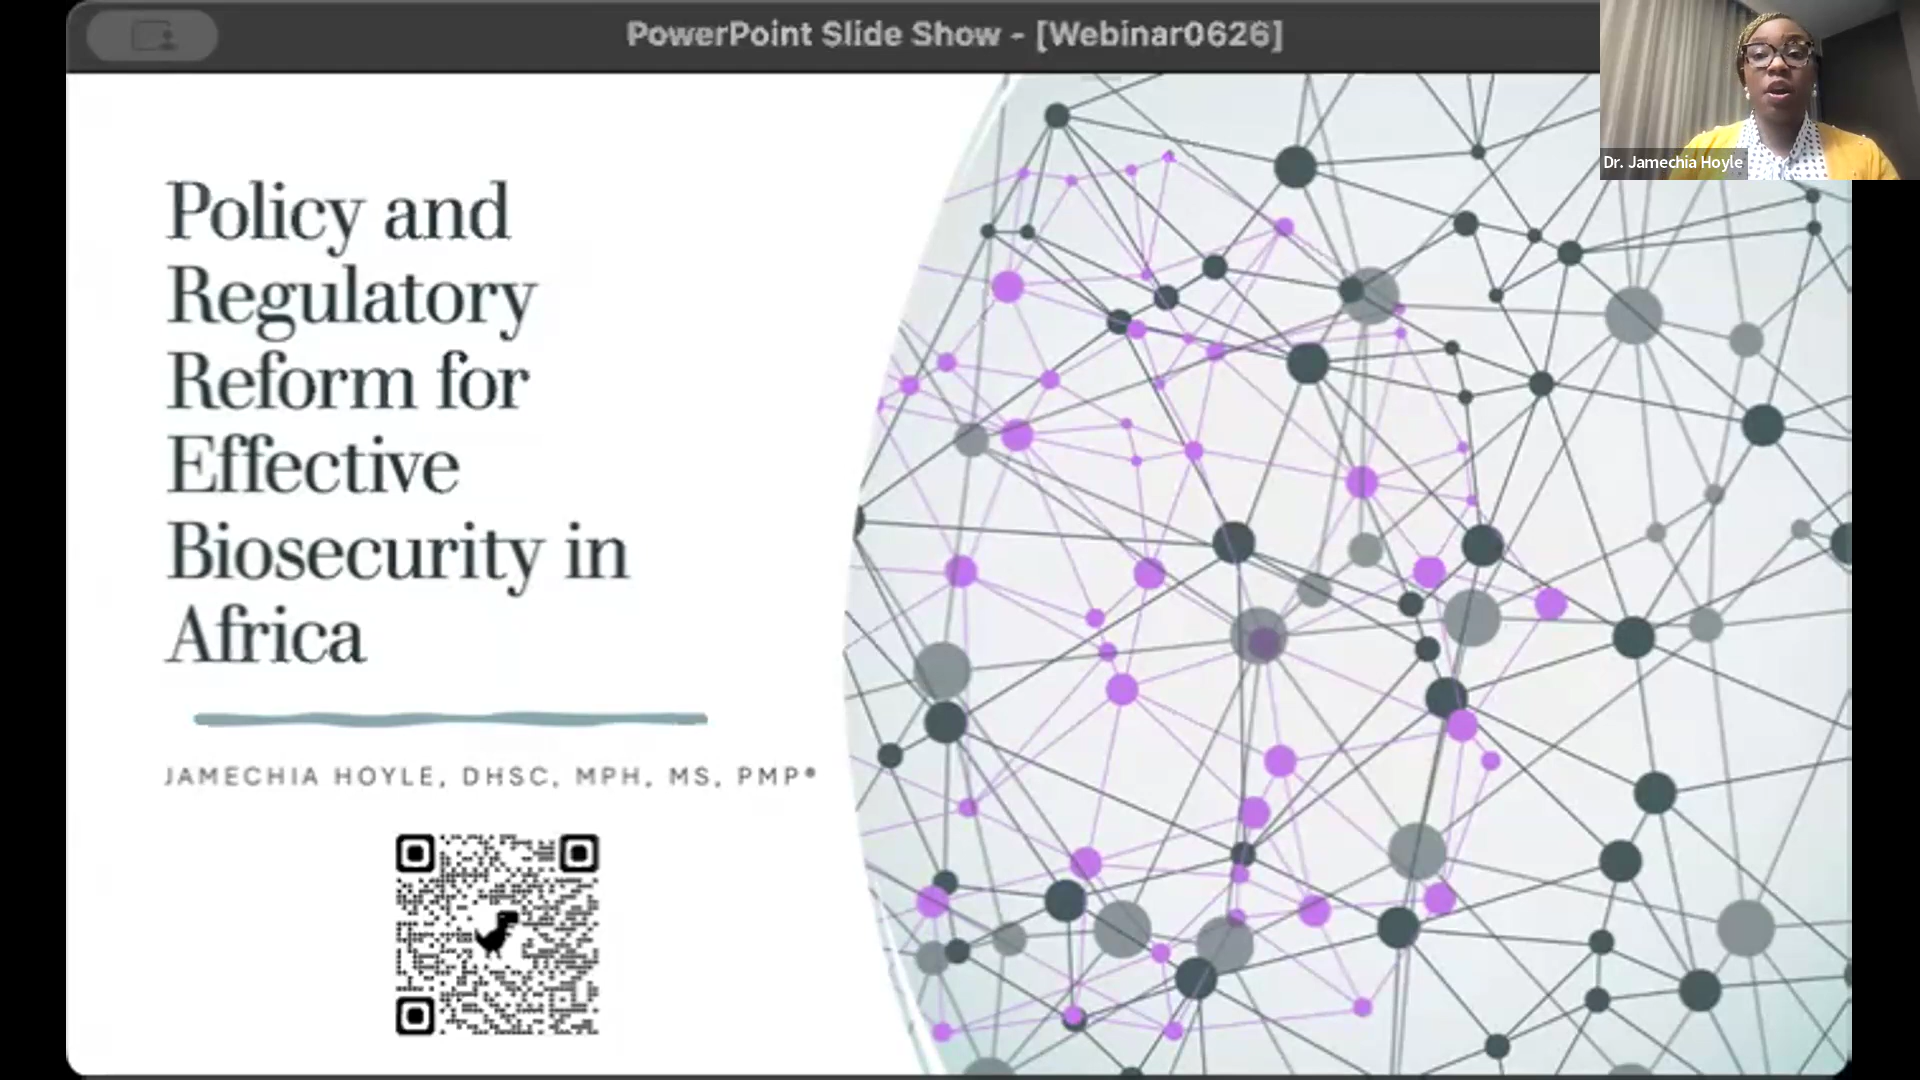 PowerPoint Slide Show - [Webinar0626]
Dr. Jamechia Hoyle
Policy and
Regulatory
Reform for
Effective
Biosecurity in
Africa
JAMECHIA HOYLE, DHSC, MPH, MS, PMP®